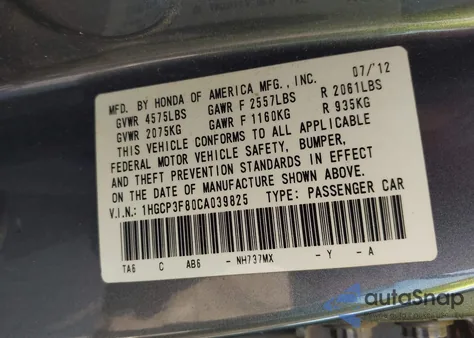 MFD. BY HONDA OF AMERICA MFG., INC. 07/'12
GVWR 4575LBS GAWR F 2557LBS R 2061LBS
GVWR 2075KG GAWR F 1160KG R 935KG
THIS VEHICLE CONFORMS TO ALL APPLICABLE
FEDERAL MOTOR VEHICLE SAFETY, BUMPER,
AND THEFT PREVENTION STANDARDS IN EFFECT
ON THE DATE OF MANUFACTURE SHOWN ABOVE.
V.I.N.: 1HGCP3F80CA039825 TYPE: PASSENGER CAR
TA6 C AB6 - NH737MX - Y - A
autoSnap